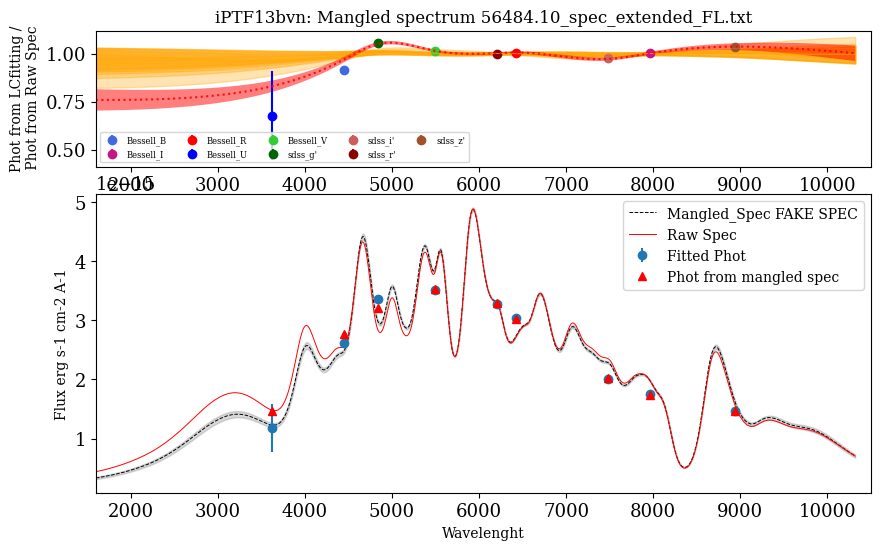 iPTF13bvn: Mangled spectrum 56484.10_spec_extended_FL.txt
Phot from LCfitting /
Phot from Raw Spec
1.00
0.75
0.50
Bessell_B Bessell_R Bessell_V sdss_i' sdss_z'
Bessell_I Bessell_U sdss_g' sdss_r'
2000 3000 4000 5000 6000 7000 8000 9000 10000
1e−15
Flux erg s-1 cm-2 A-1
5
4
3
2
1
Mangled_Spec FAKE SPEC
Raw Spec
Fitted Phot
Phot from mangled spec
2000 3000 4000 5000 6000 7000 8000 9000 10000
Wavelenght